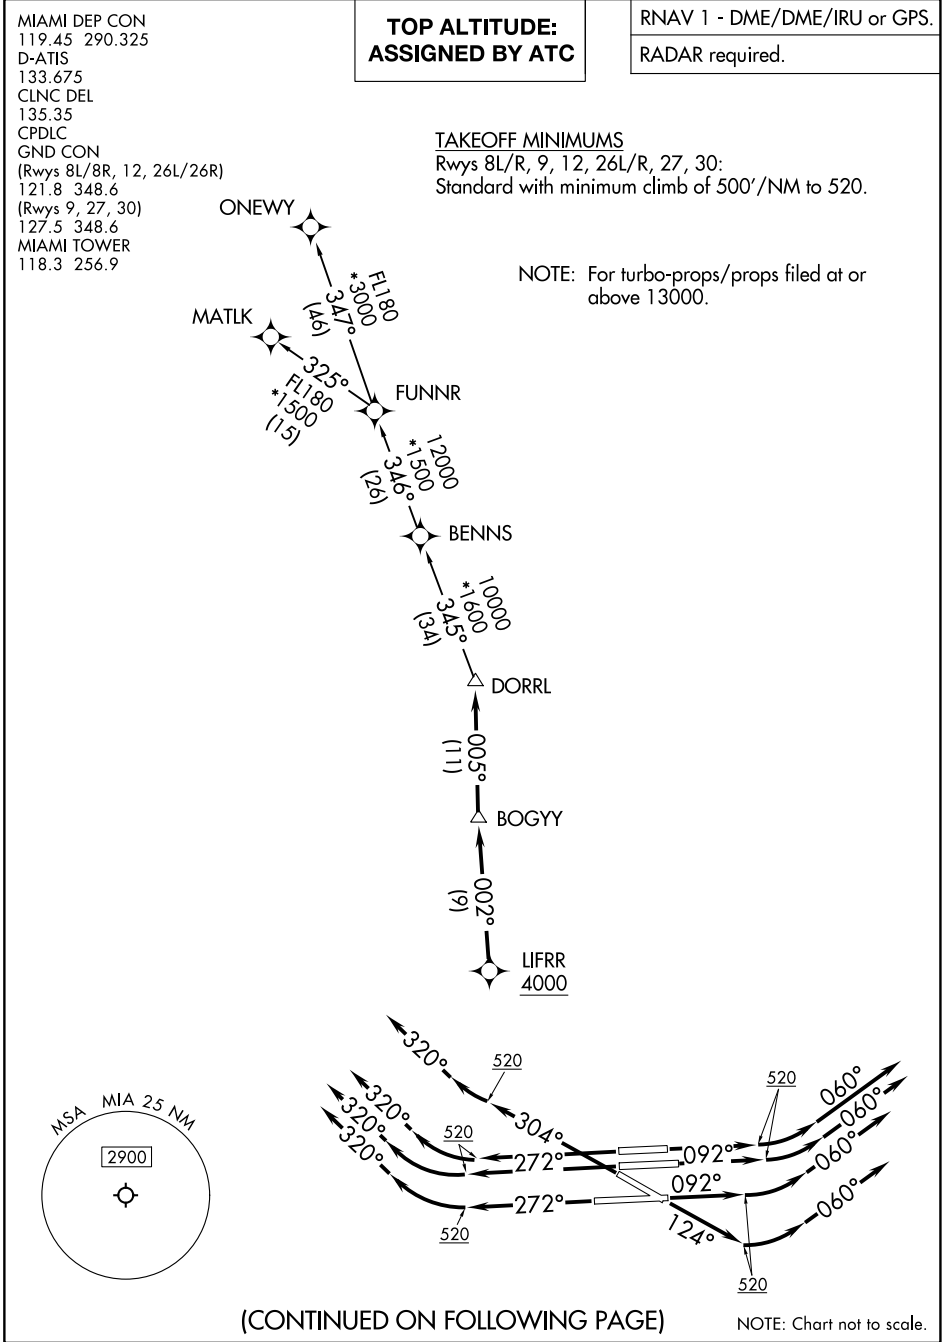 MIAMI DEP CON
119.45 290.325
D-ATIS
133.675
CLNC DEL
135.35
CPDLC
GND CON
(Rwys 8L/8R, 12, 26L/26R)
121.8 348.6
(Rwys 9, 27, 30)
127.5 348.6
MIAMI TOWER
118.3 256.9
TOP ALTITUDE:
ASSIGNED BY ATC
RNAV 1 - DME/DME/IRU or GPS.
RADAR required.
TAKEOFF MINIMUMS
Rwys 8L/R, 9, 12, 26L/R, 27, 30:
Standard with minimum climb of 500'/NM to 520.
NOTE: For turbo-props/props filed at or
above 13000.
ONEWY
FL180
*3000
347°
(46)
MATLK
325°
FL180
*1500
(15)
FUNNR
12000
*1500
346°
(26)
BENNS
10000
*1600
345°
(34)
DORRL
005°
(11)
BOGYY
002°
(9)
LIFRR
4000
320°
520
304°
320°
320°
320°
520
272°
272°
520
520
060°
060°
060°
060°
092°
092°
124°
520
MSA MIA 25 NM
2900
(CONTINUED ON FOLLOWING PAGE)
NOTE: Chart not to scale.